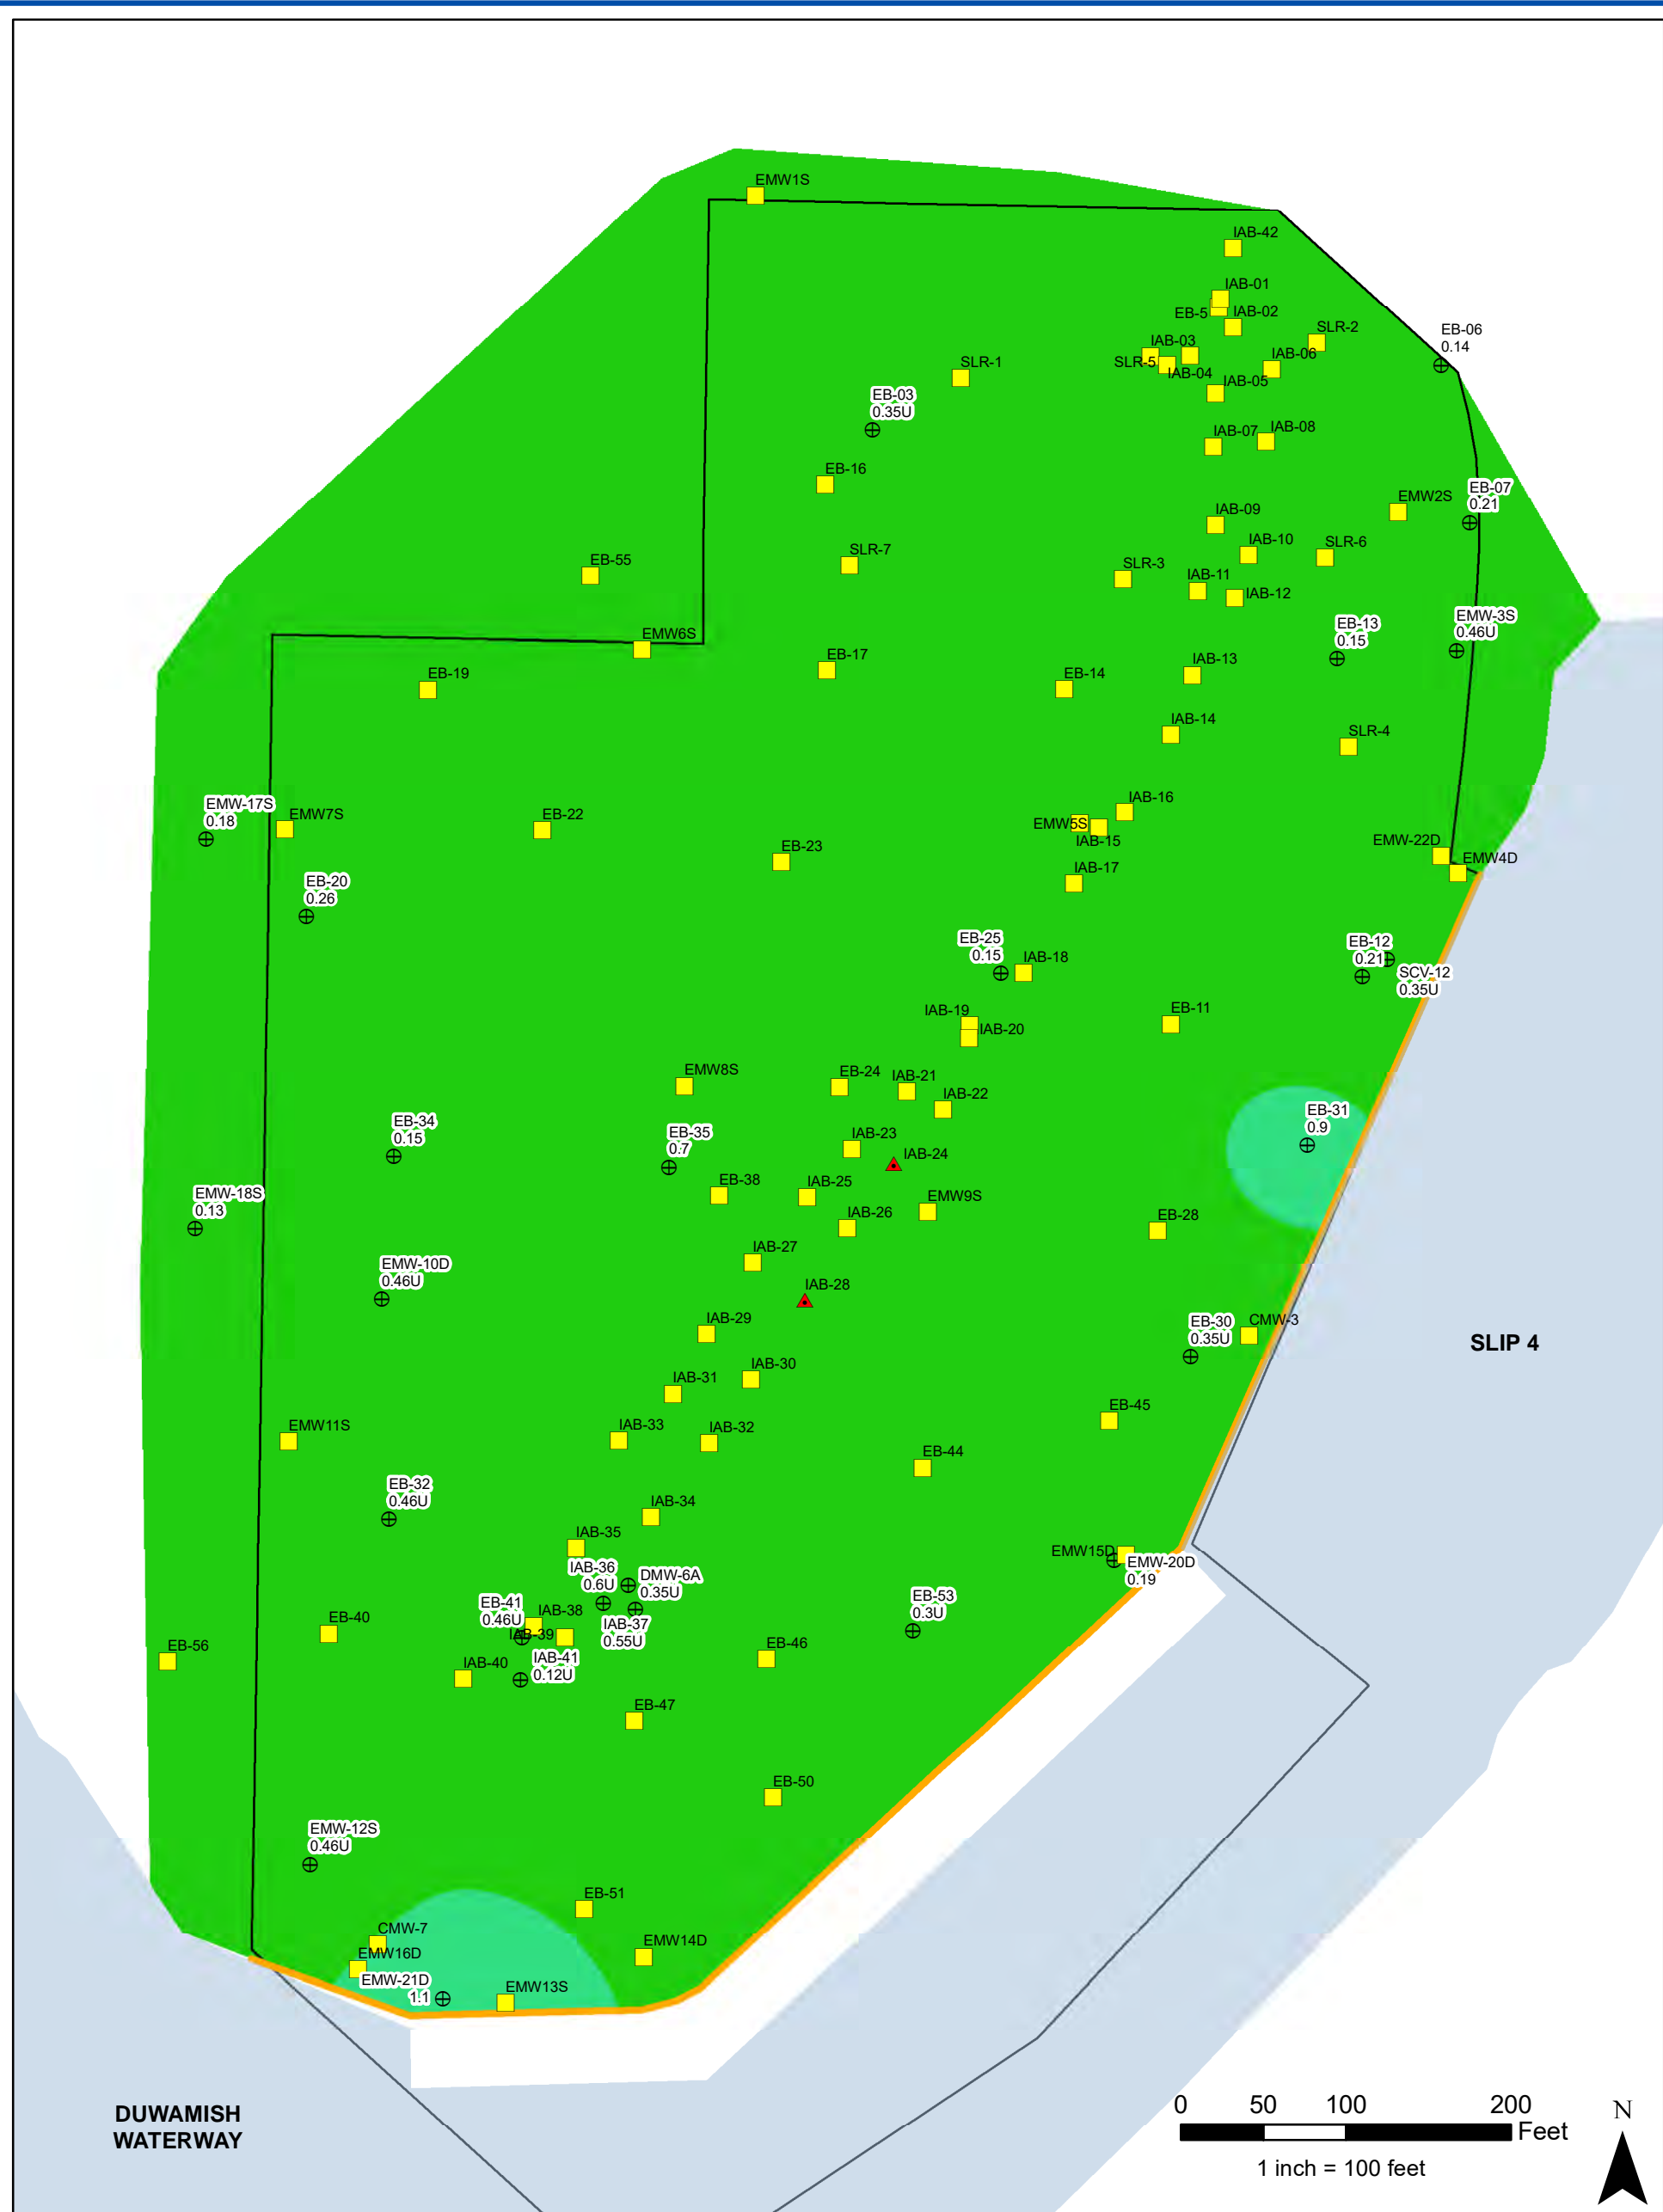 EMW1S
IAB-42
IAB-01
EB-5
IAB-02
SLR-2
EB-06
0.14
IAB-03
SLR-5
IAB-04
IAB-06
SLR-1
IAB-05
EB-03
0.35U
IAB-07
IAB-08
EB-16
EB-07
0.21
EMW2S
IAB-09
IAB-10
SLR-6
SLR-7
EB-55
SLR-3
IAB-11
IAB-12
EMW-3S
0.46U
EB-13
0.15
EMW6S
EB-17
IAB-13
EB-19
EB-14
IAB-14
SLR-4
IAB-16
EMW-17S
0.18
EMW7S
EB-22
EMW5S
IAB-15
EB-23
EMW-22D
EMW4D
IAB-17
EB-20
0.26
EB-25
0.15
IAB-18
EB-12
0.21
SCV-12
0.35U
IAB-19
IAB-20
EB-11
EMW8S
EB-24
IAB-21
IAB-22
EB-31
0.9
EB-34
0.15
EB-35
0.7
IAB-23
IAB-24
EB-38
IAB-25
EMW-18S
0.13
EMW9S
IAB-26
EB-28
IAB-27
EMW-10D
0.46U
IAB-28
IAB-29
EB-30
0.35U
CMW-3
SLIP 4
IAB-30
IAB-31
EB-45
EMW11S
IAB-33
IAB-32
EB-44
EB-32
0.46U
IAB-34
IAB-35
EMW15D
EMW-20D
0.19
IAB-36
0.6U
DMW-6A
0.35U
EB-41
0.46U
IAB-38
IAB-37
0.55U
EB-53
0.3U
EB-40
IAB-39
EB-56
IAB-40
IAB-41
0.12U
EB-46
EB-47
EB-50
EMW-12S
0.46U
EB-51
CMW-7
EMW14D
EMW16D
EMW-21D
1.1
EMW13S
DUWAMISH
WATERWAY
0 50 100 200
Feet
1 inch = 100 feet
N